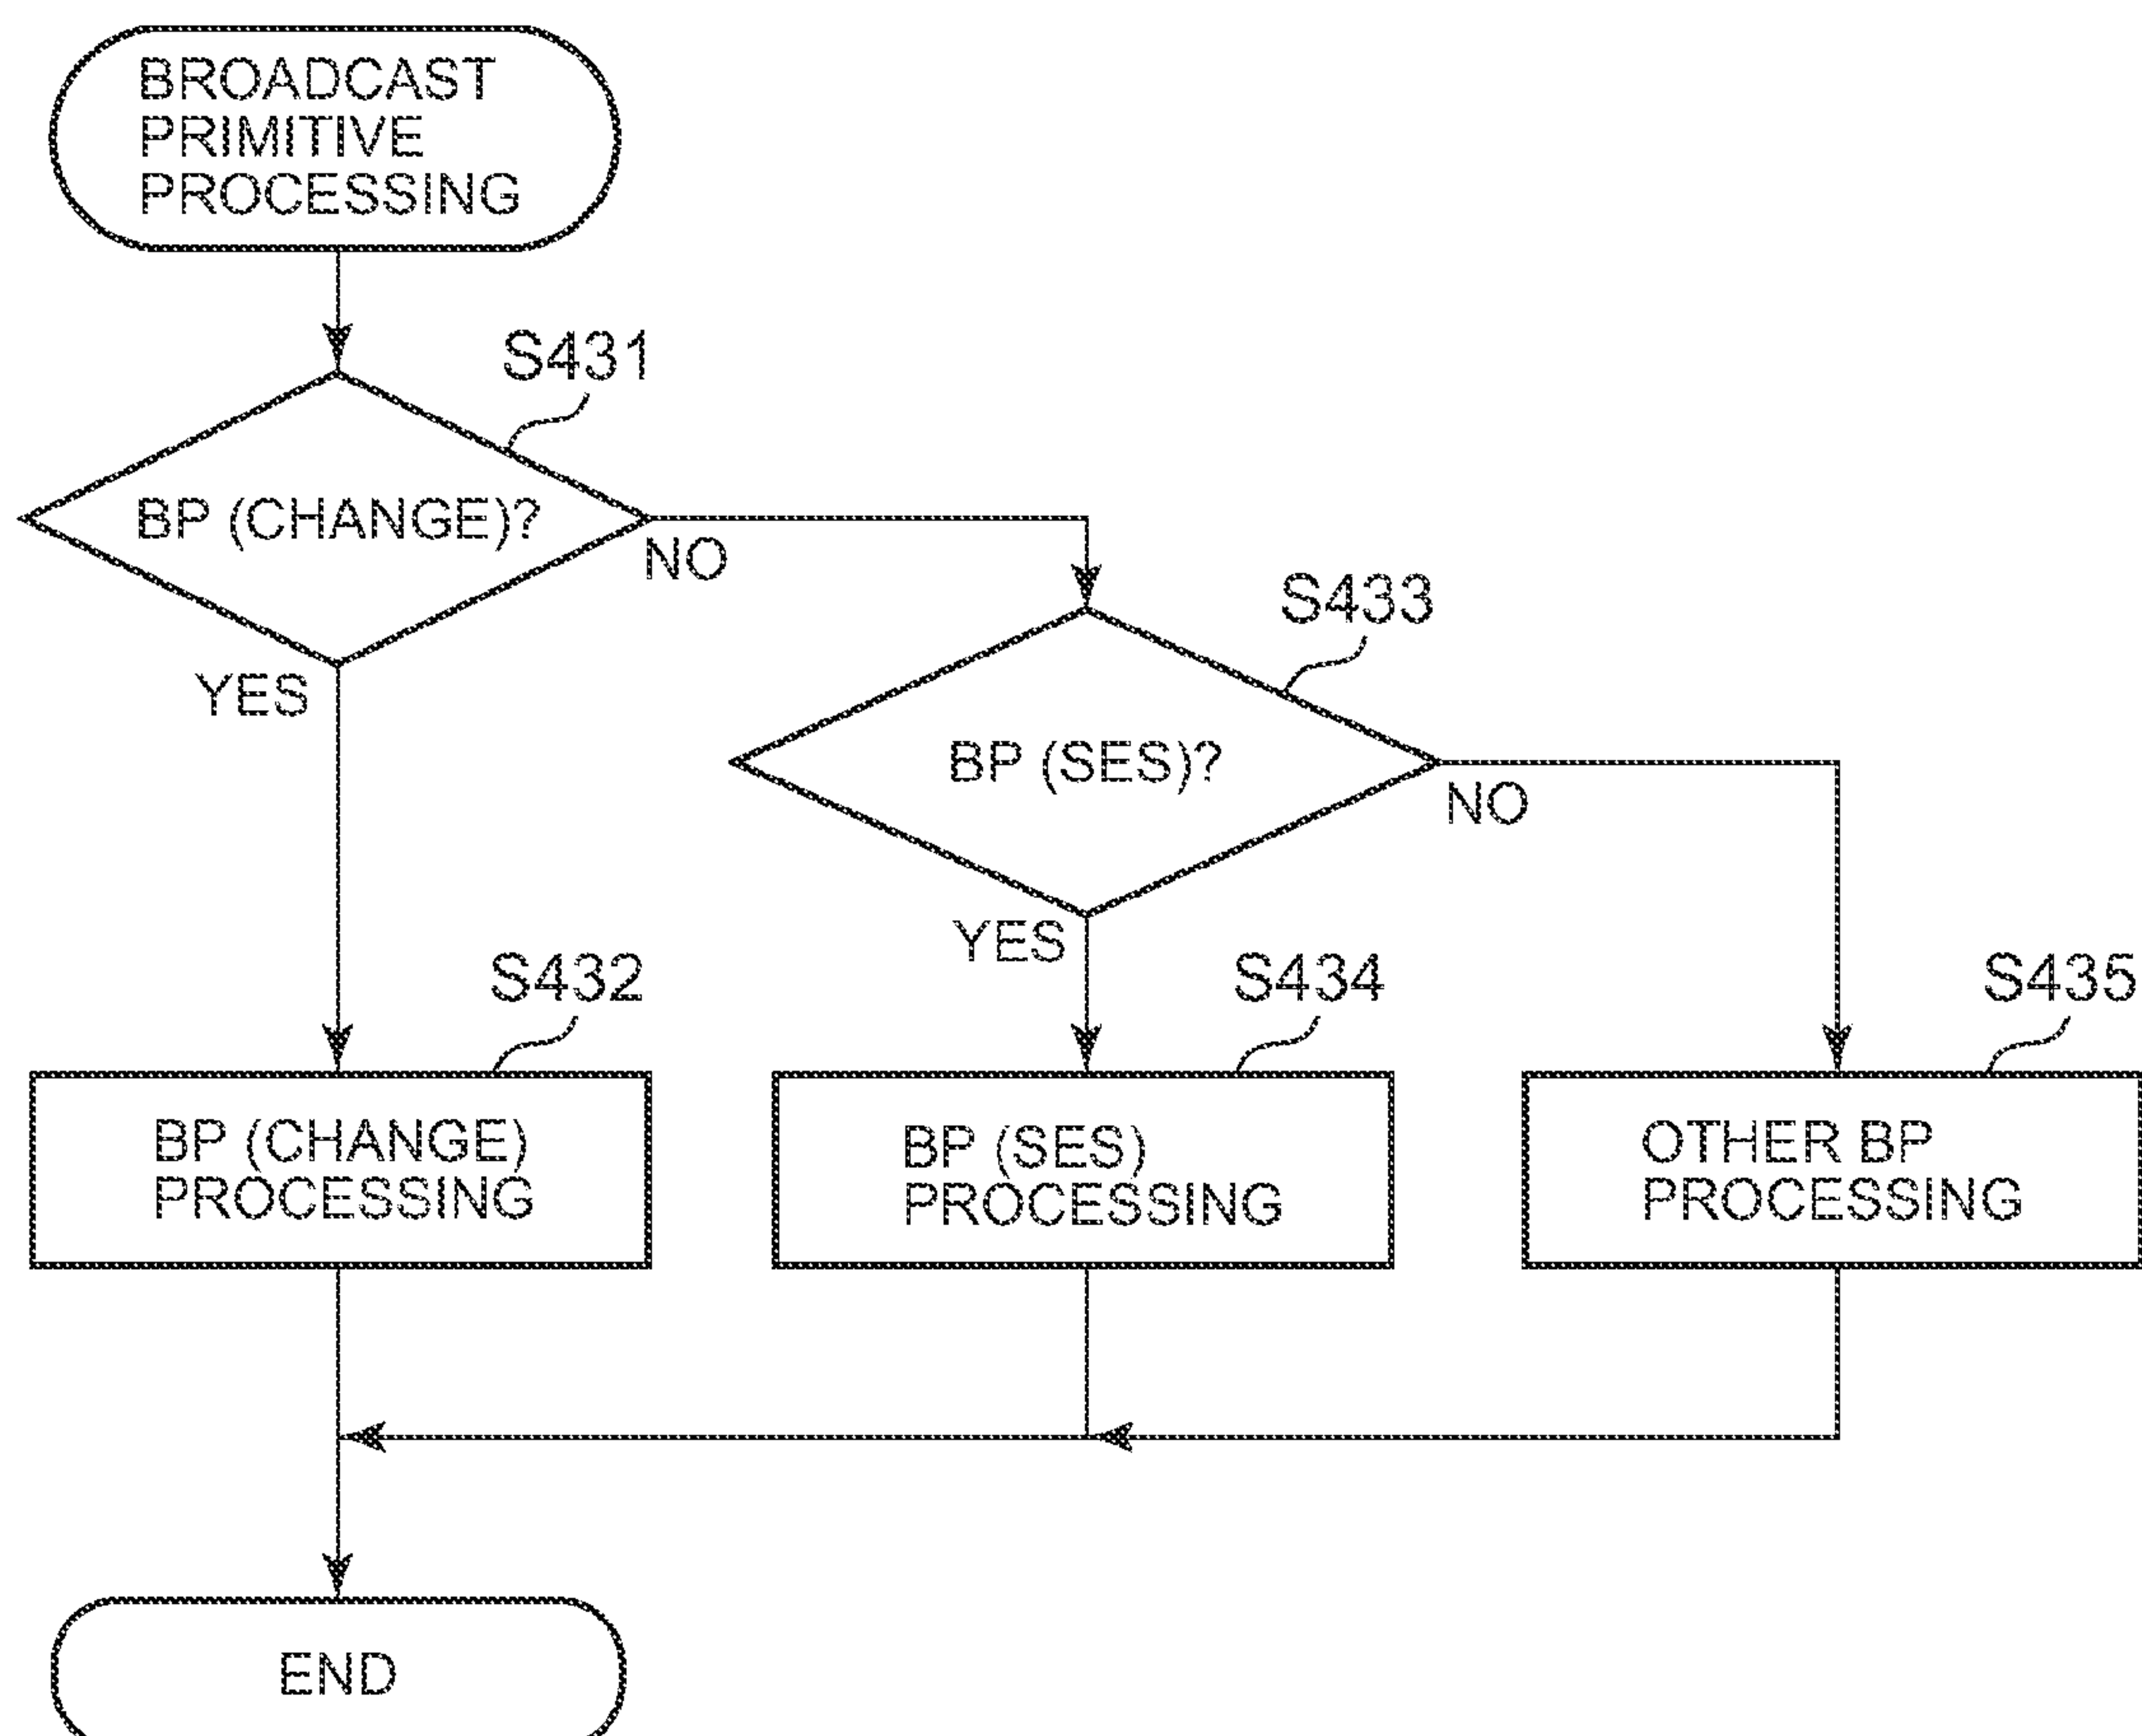 BROADCAST
PRIMITIVE
PROCESSING
S431
BP (CHANGE)?
NO
YES
S433
BP (SES)?
NO
YES
S432
BP (CHANGE)
PROCESSING
S434
BP (SES)
PROCESSING
S435
OTHER BP
PROCESSING
END